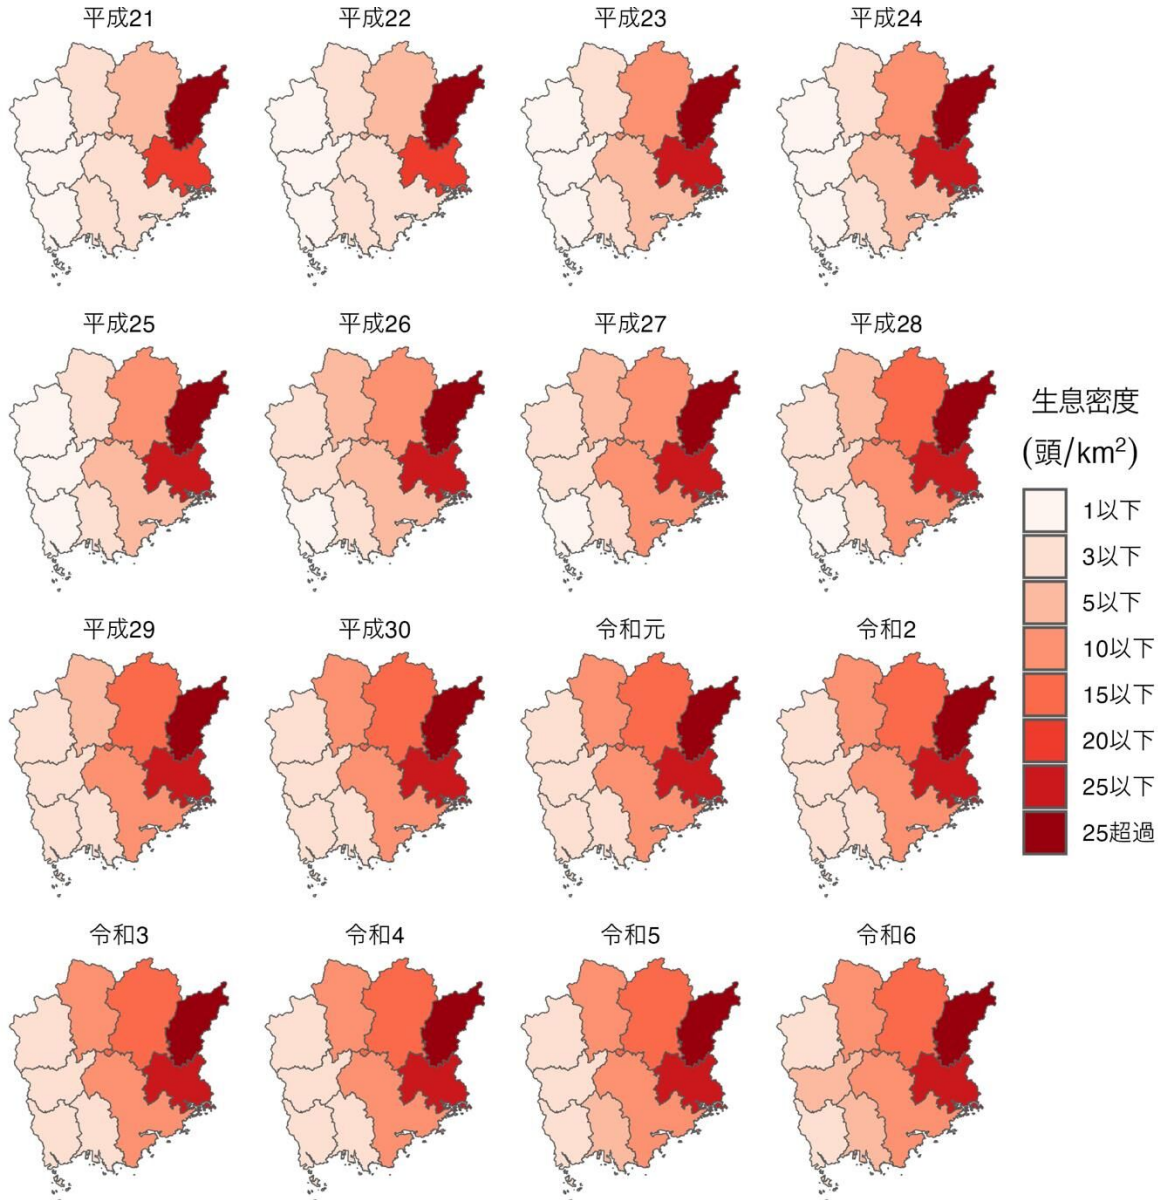 平成21
平成22
平成23
平成24
平成25
平成26
平成27
平成28
平成29
平成30
令和元
令和2
令和3
令和4
令和5
令和6
生息密度
(頭/km²)
1以下
3以下
5以下
10以下
15以下
20以下
25以下
25超過